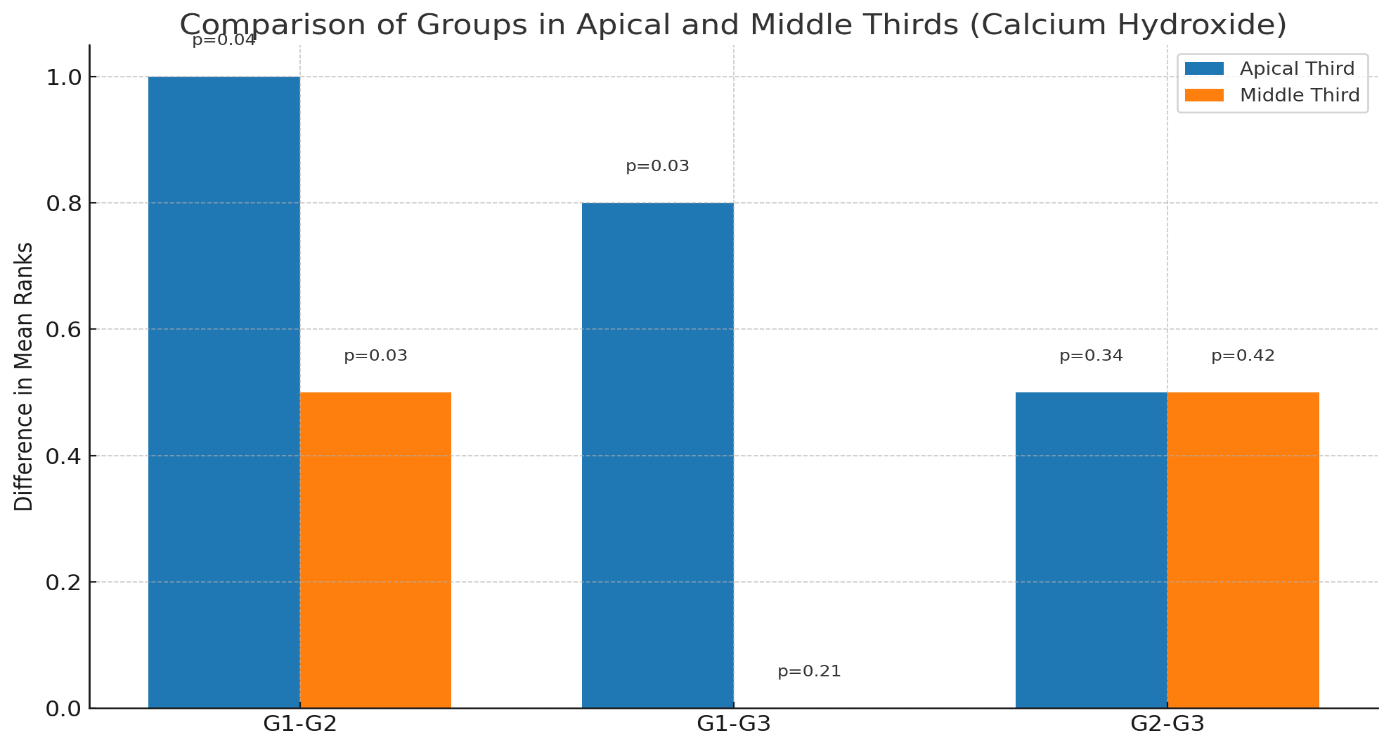 Comparison of Groups in Apical and Middle Thirds (Calcium Hydroxide)
p=0.04
Apical Third
Middle Third
1.0
p=0.03
0.8
Difference in Mean Ranks
0.6
p=0.03
p=0.34
p=0.42
0.4
0.2
p=0.21
0.0
G1-G2
G1-G3
G2-G3